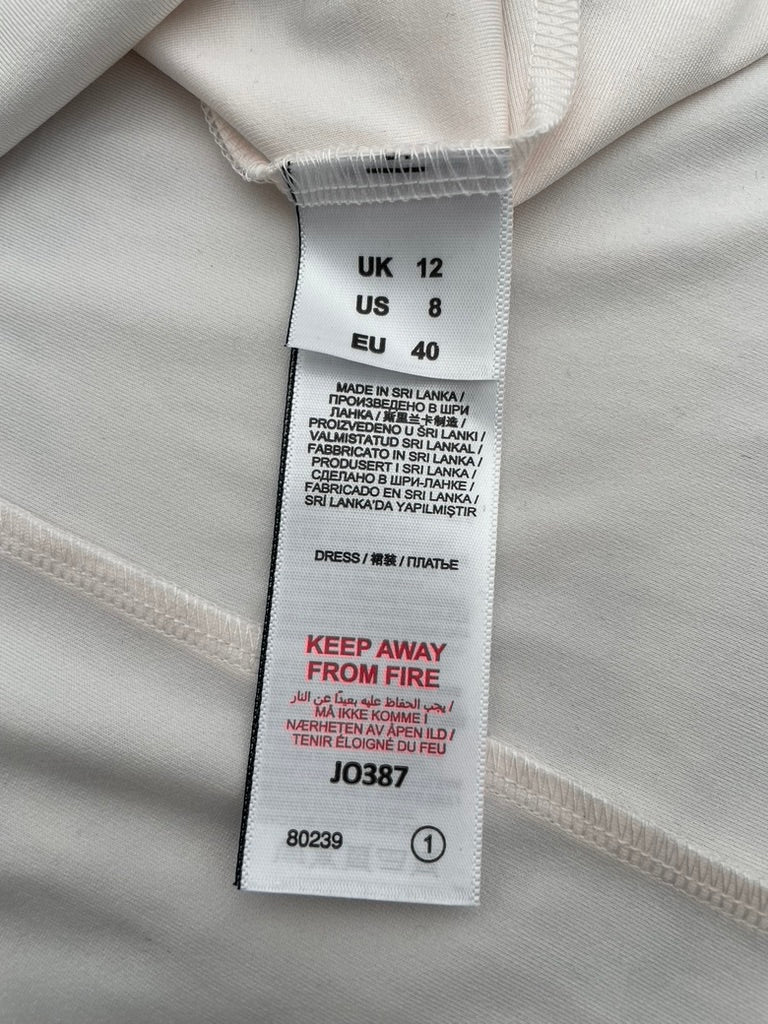 UK 12
US 8
EU 40
MADE IN SRI LANKA /
ПРОИЗВЕДЕНО В ШРИ
ЛАНКА / 斯里兰卡制造 /
PROIZVEDENO U ŠRI LANKI /
VALMISTATUD SRI LANKAL /
FABBRICATO IN SRI LANKA /
PRODUSERT I SRI LANKA /
СДЕЛАНО В ШРИ-ЛАНКЕ /
FABRICADO EN SRI LANKA /
SRİ LANKA'DA YAPILMIŞTIR
DRESS / 裙装 / ПЛАТЬЕ
KEEP AWAY
FROM FIRE
يجب الحفاظ عليه بعيدًا عن النار /
MÅ IKKE KOMME I
NÆRHETEN AV ÅPEN ILD /
TENIR ÉLOIGNÉ DU FEU
JO387
80239 1